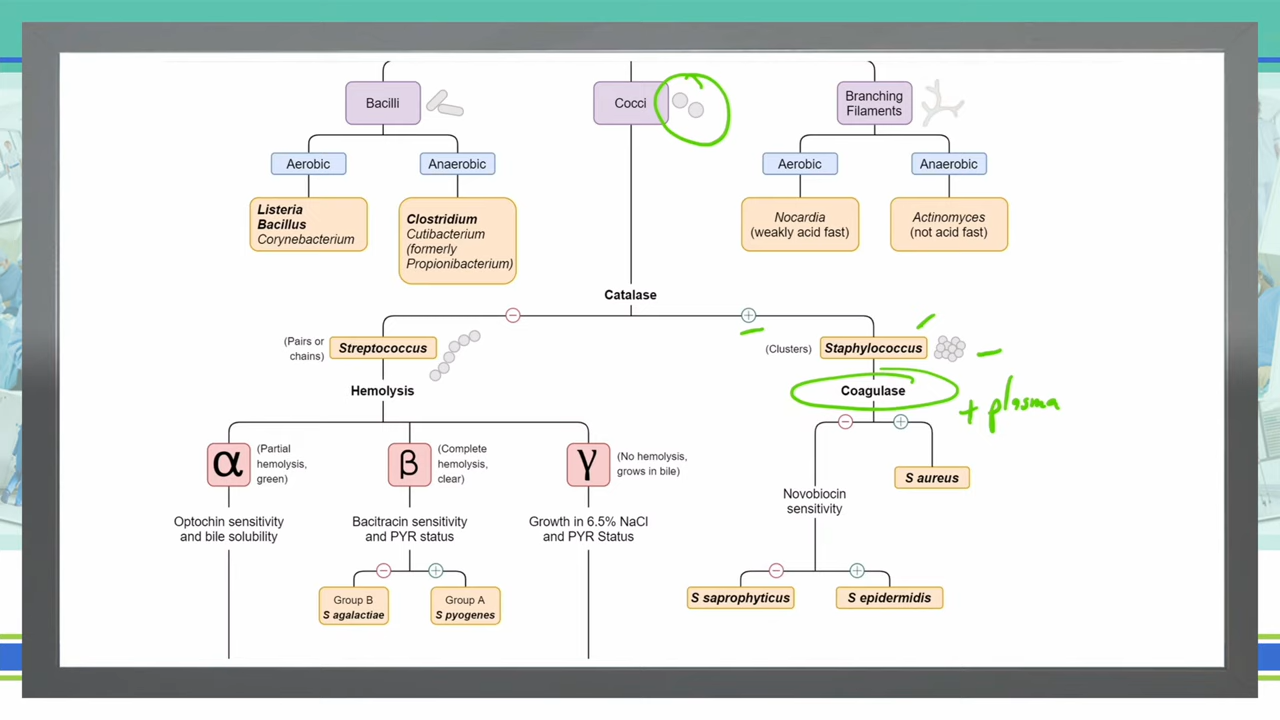 Bacilli
Cocci
Branching
Filaments
Aerobic
Anaerobic
Aerobic
Anaerobic
Listeria
Bacillus
Corynebacterium
Clostridium
Cutibacterium
(formerly
Propionibacterium)
Nocardia
(weakly acid fast)
Actinomyces
(not acid fast)
Catalase
−
+
(Pairs or
chains)
Streptococcus
(Clusters)
Staphylococcus
Hemolysis
Coagulase
+ plasma
−
+
α
(Partial
hemolysis,
green)
β
(Complete
hemolysis,
clear)
γ
(No hemolysis,
grows in bile)
S aureus
Novobiocin
sensitivity
Optochin sensitivity
and bile solubility
Bacitracin sensitivity
and PYR status
Growth in 6.5% NaCl
and PYR Status
−
+
−
+
Group B
S agalactiae
Group A
S pyogenes
S saprophyticus
S epidermidis